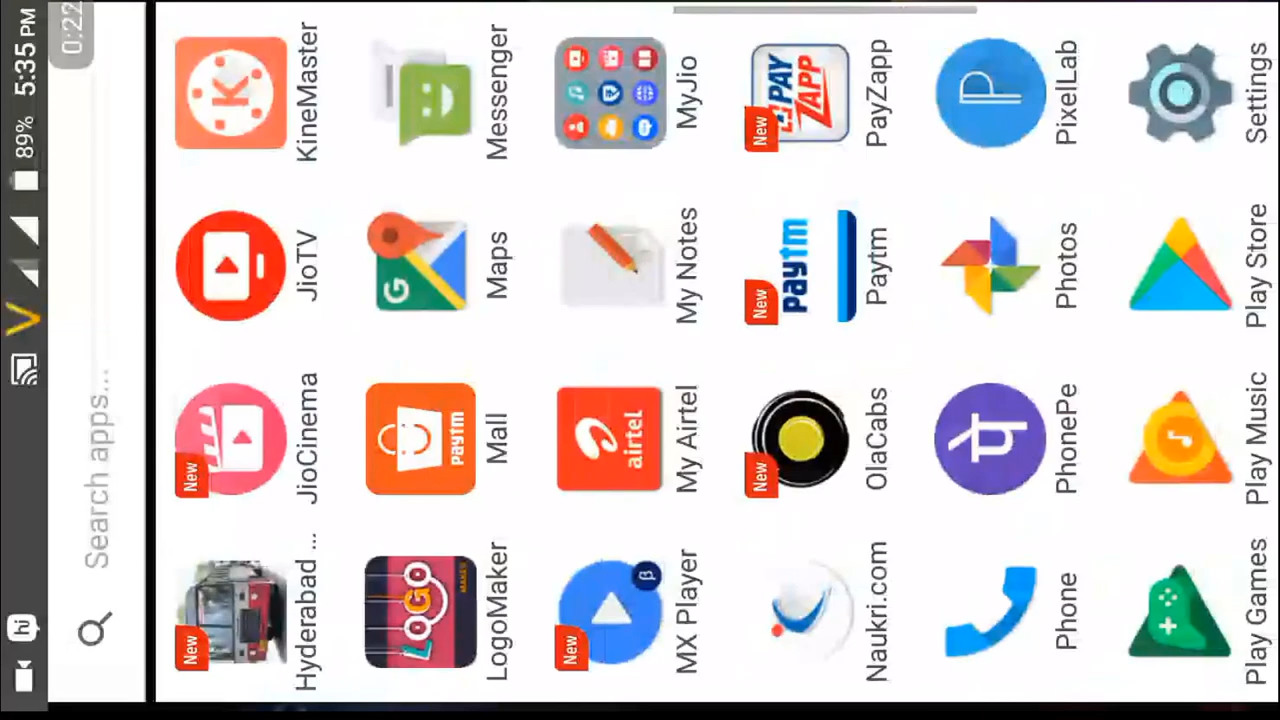 hi
89% 5:35 PM
0:22
Search apps...
New New
Hyderabad ... JioCinema JioTV KineMaster
LOGO
MAKER
Paytm
G
LogoMaker Mall Maps Messenger
New
β
airtel
MX Player My Airtel My Notes MyJio
New New New
Paytm
PAY
ZAPP
Naukri.com OlaCabs Paytm PayZapp
पे
P
Phone PhonePe Photos PixelLab
Play Games Play Music Play Store Settings